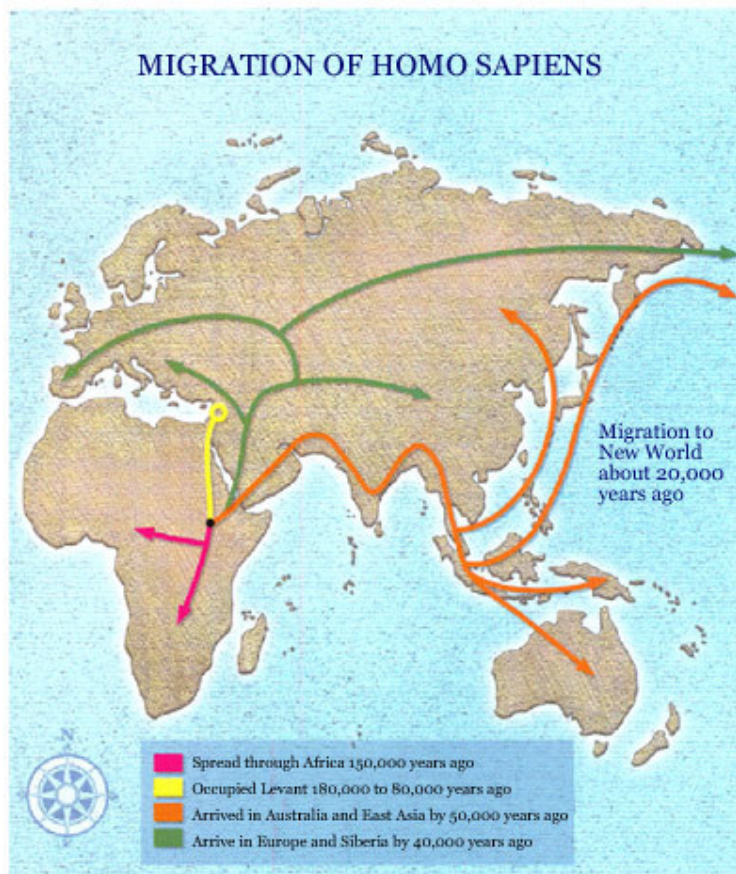 MIGRATION OF HOMO SAPIENS
Migration to
New World
about 20,000
years ago
N
Spread through Africa 150,000 years ago
Occupied Levant 180,000 to 80,000 years ago
Arrived in Australia and East Asia by 50,000 years ago
Arrive in Europe and Siberia by 40,000 years ago